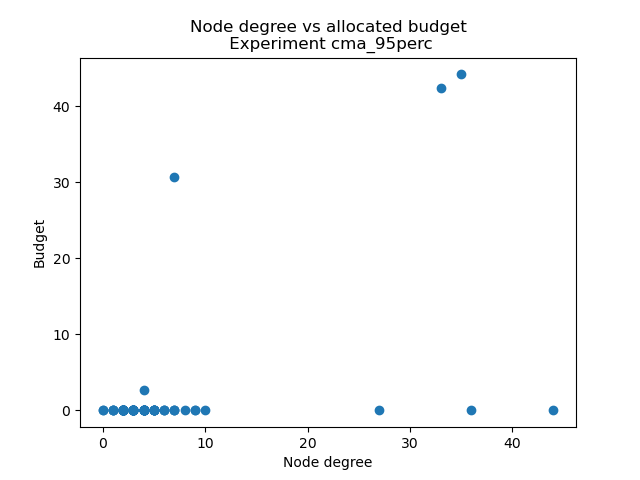 Node degree vs allocated budget
Experiment cma_95perc
40
30
20
10
0
Budget
0 10 20 30 40
Node degree